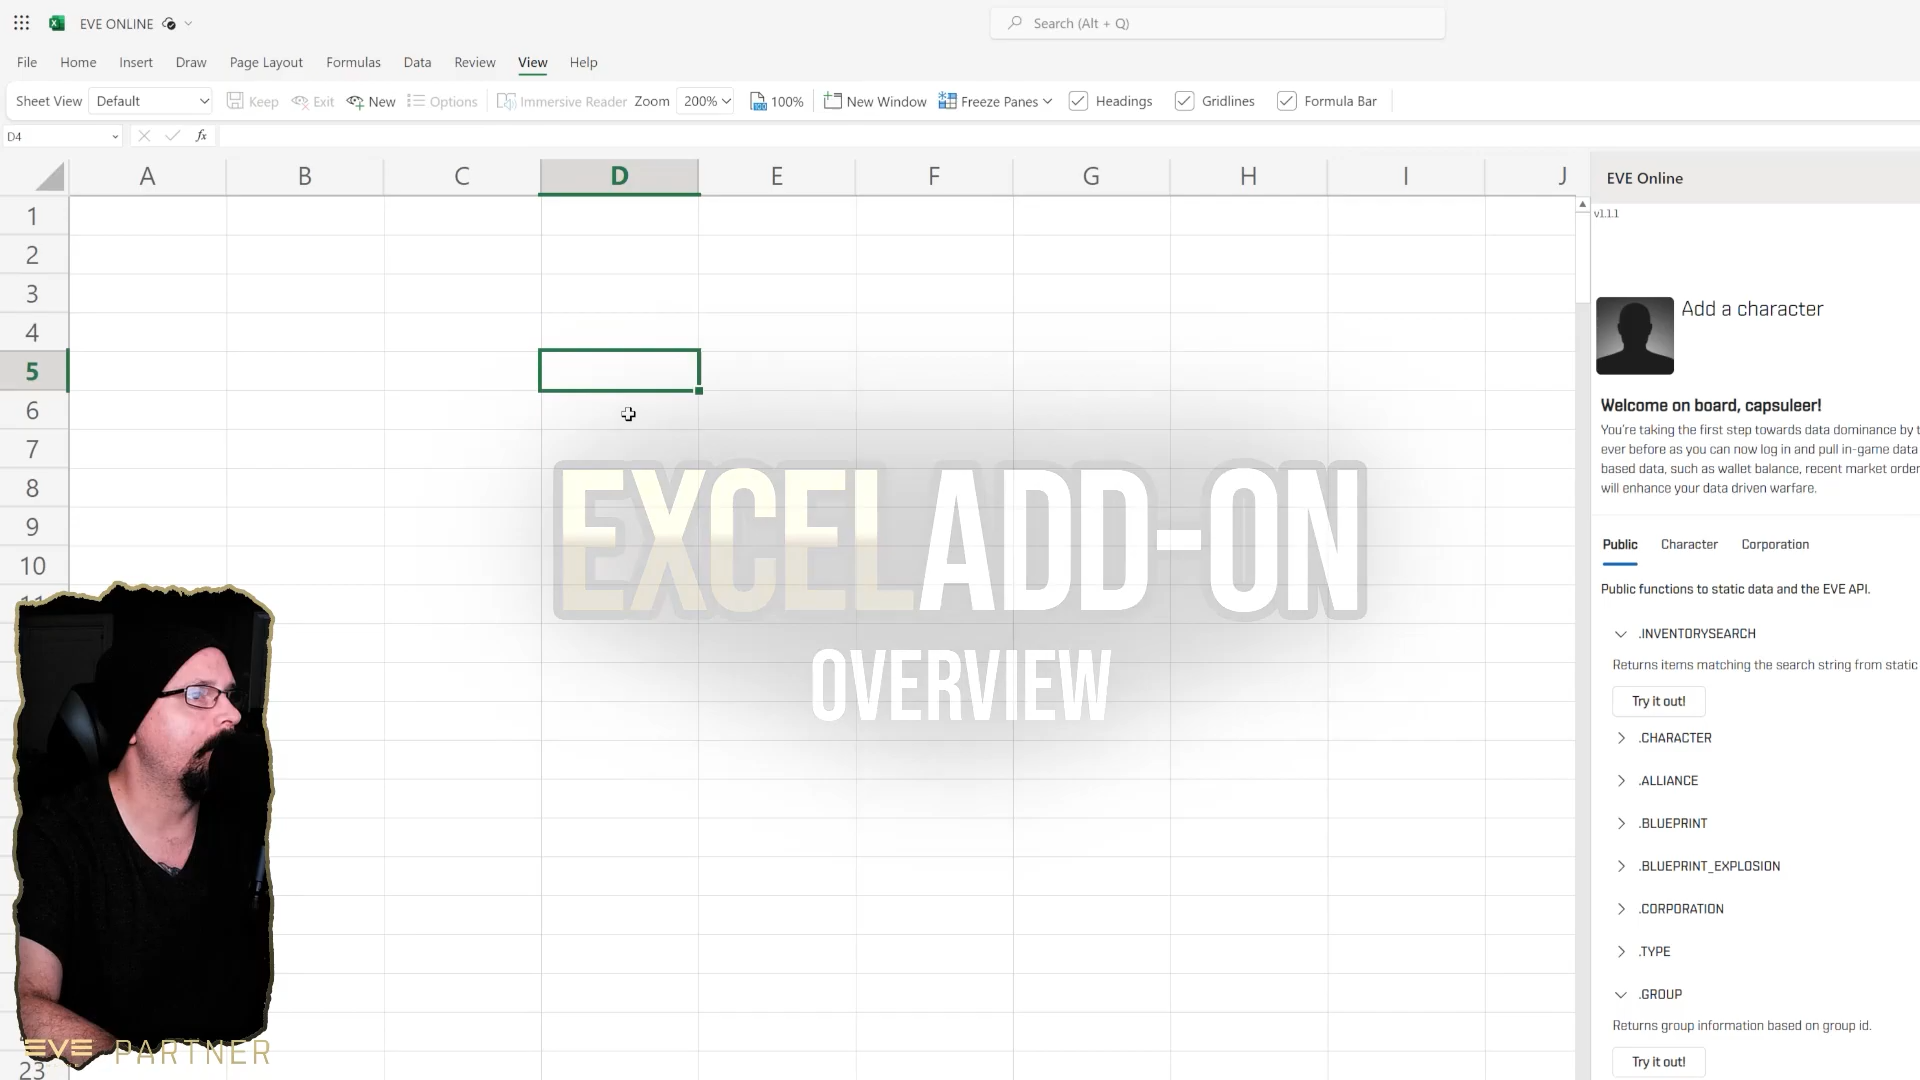 EVE ONLINE
Search (Alt + Q)
File Home Insert Draw Page Layout Formulas Data Review View Help
Sheet View Default Keep Exit New Options Immersive Reader Zoom 200% 100% New Window Freeze Panes Headings Gridlines Formula Bar
D4 fx
A B C D E F G H I J
1
2
3
4
5
6
7
8
9
10
11
23
EXCEL ADD-ON
OVERVIEW
EVE PARTNER
EVE Online
v1.1.1
Add a character
Welcome on board, capsuleer!
You're taking the first step towards data dominance by t
ever before as you can now log in and pull in-game data
based data, such as wallet balance, recent market order
will enhance your data driven warfare.
Public Character Corporation
Public functions to static data and the EVE API.
.INVENTORYSEARCH
Returns items matching the search string from static
Try it out!
.CHARACTER
.ALLIANCE
.BLUEPRINT
.BLUEPRINT_EXPLOSION
.CORPORATION
.TYPE
.GROUP
Returns group information based on group id.
Try it out!